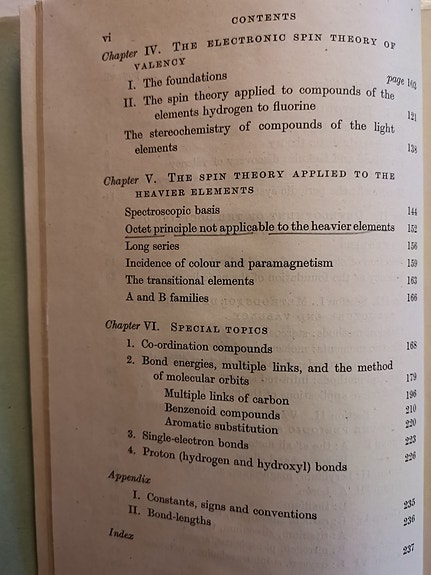 vi
CONTENTS
Chapter IV. THE ELECTRONIC SPIN THEORY OF
VALENCY
I. The foundations page 103
II. The spin theory applied to compounds of the
elements hydrogen to fluorine 121
The stereochemistry of compounds of the light
elements 138
Chapter V. THE SPIN THEORY APPLIED TO THE
HEAVIER ELEMENTS
Spectroscopic basis 144
Octet principle not applicable to the heavier elements 152
Long series 156
Incidence of colour and paramagnetism 159
The transitional elements 163
A and B families 166
Chapter VI. SPECIAL TOPICS
1. Co-ordination compounds 168
2. Bond energies, multiple links, and the method
of molecular orbits 179
Multiple links of carbon 196
Benzenoid compounds 210
Aromatic substitution 220
3. Single-electron bonds 223
4. Proton (hydrogen and hydroxyl) bonds 226
Appendix
I. Constants, signs and conventions 235
II. Bond-lengths 236
Index 237